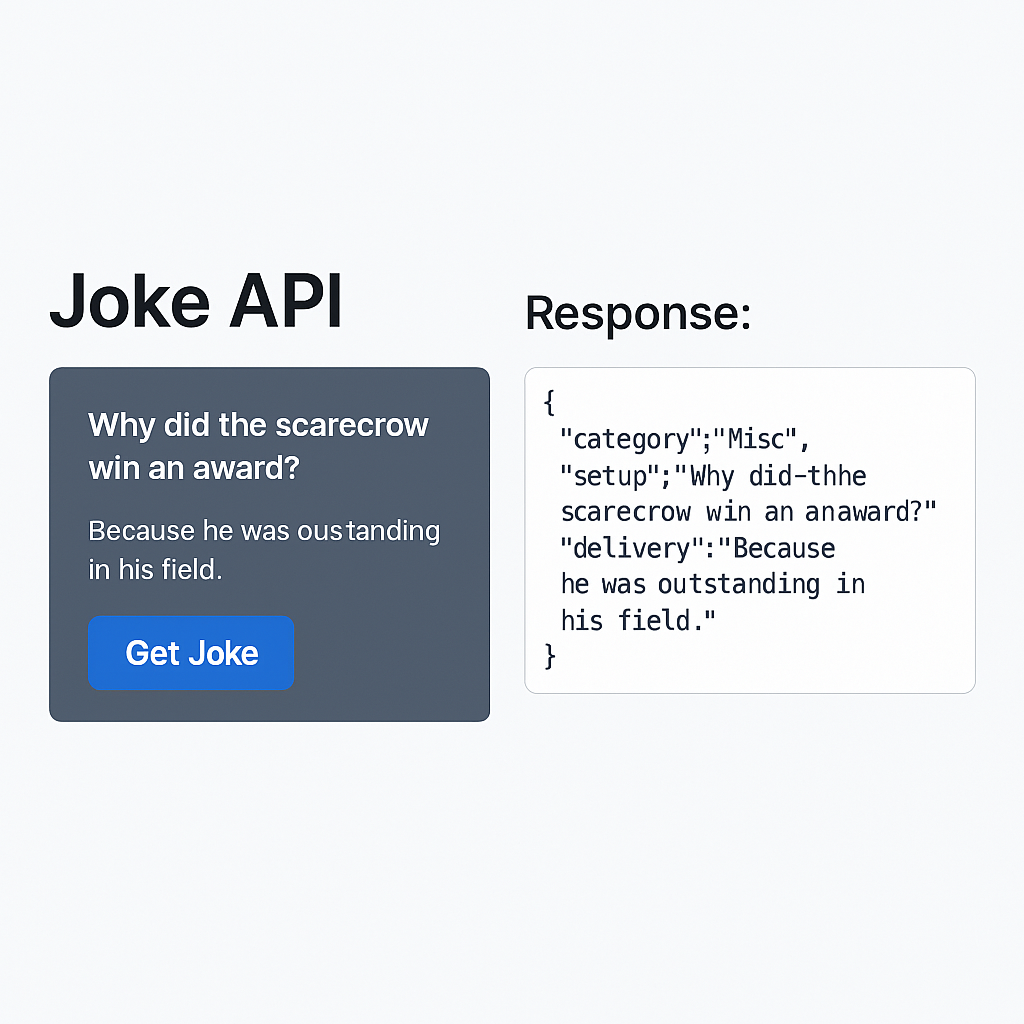 Joke API
Why did the scarecrow
win an award?
Because he was oustanding
in his field.
Get Joke
Response:
{
"category";"Misc",
"setup";"Why did-thhe
scarecrow win an anaward?"
"delivery":"Because
he was outstanding in
his field."
}